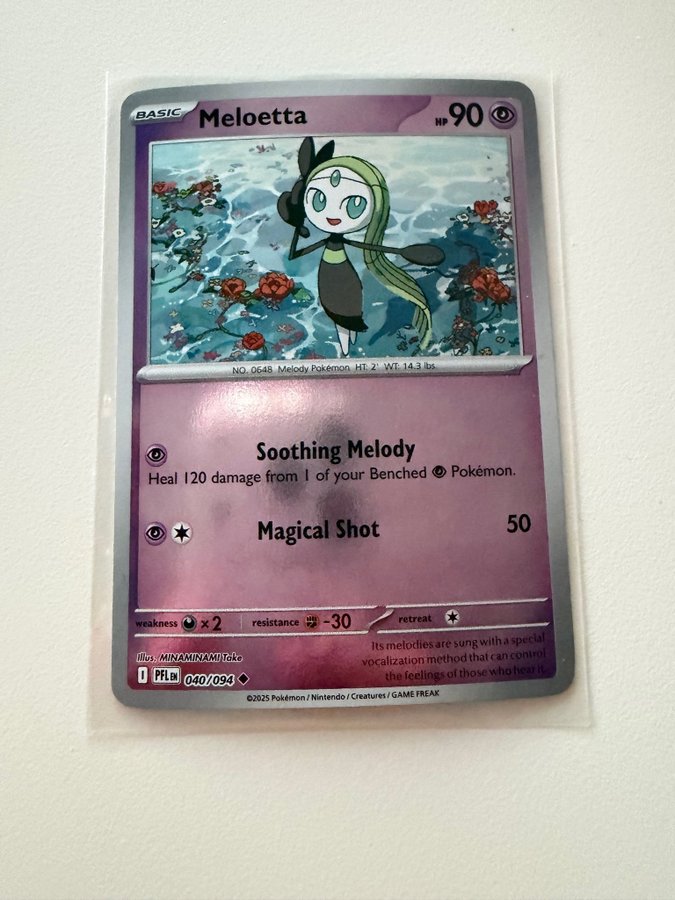 BASIC Meloetta HP 90
NO. 0648 Melody Pokémon HT: 2' WT: 14.3 lbs.
Soothing Melody
Heal 120 damage from 1 of your Benched Pokémon.
Magical Shot 50
weakness x2 resistance -30 retreat
Illus. MINAMINAMI Take
Its melodies are sung with a special
vocalization method that can control
the feelings of those who hear it.
I PFL EN 040/094
©2025 Pokémon / Nintendo / Creatures / GAME FREAK